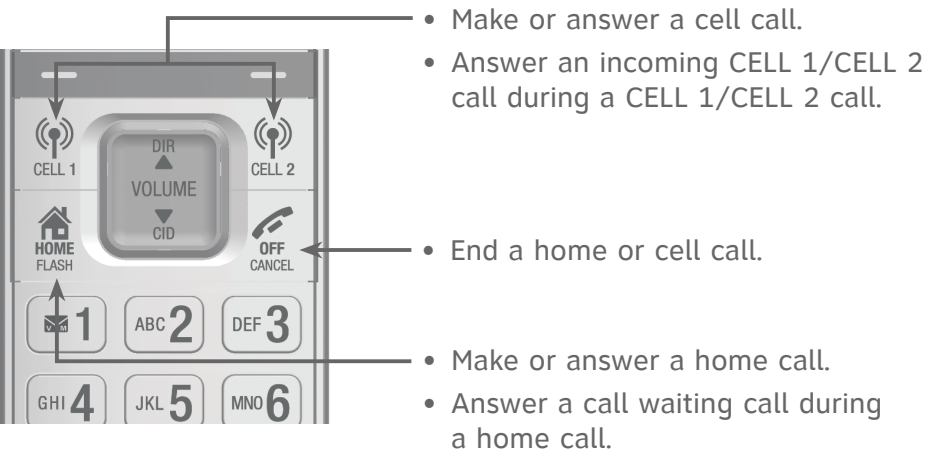 • Make or answer a cell call.
• Answer an incoming CELL 1/CELL 2
call during a CELL 1/CELL 2 call.
CELL 1
DIR
VOLUME
CID
CELL 2
HOME
FLASH
OFF
CANCEL
• End a home or cell call.
1
ABC 2
DEF 3
• Make or answer a home call.
GHI 4
JKL 5
MNO 6
• Answer a call waiting call during
a home call.